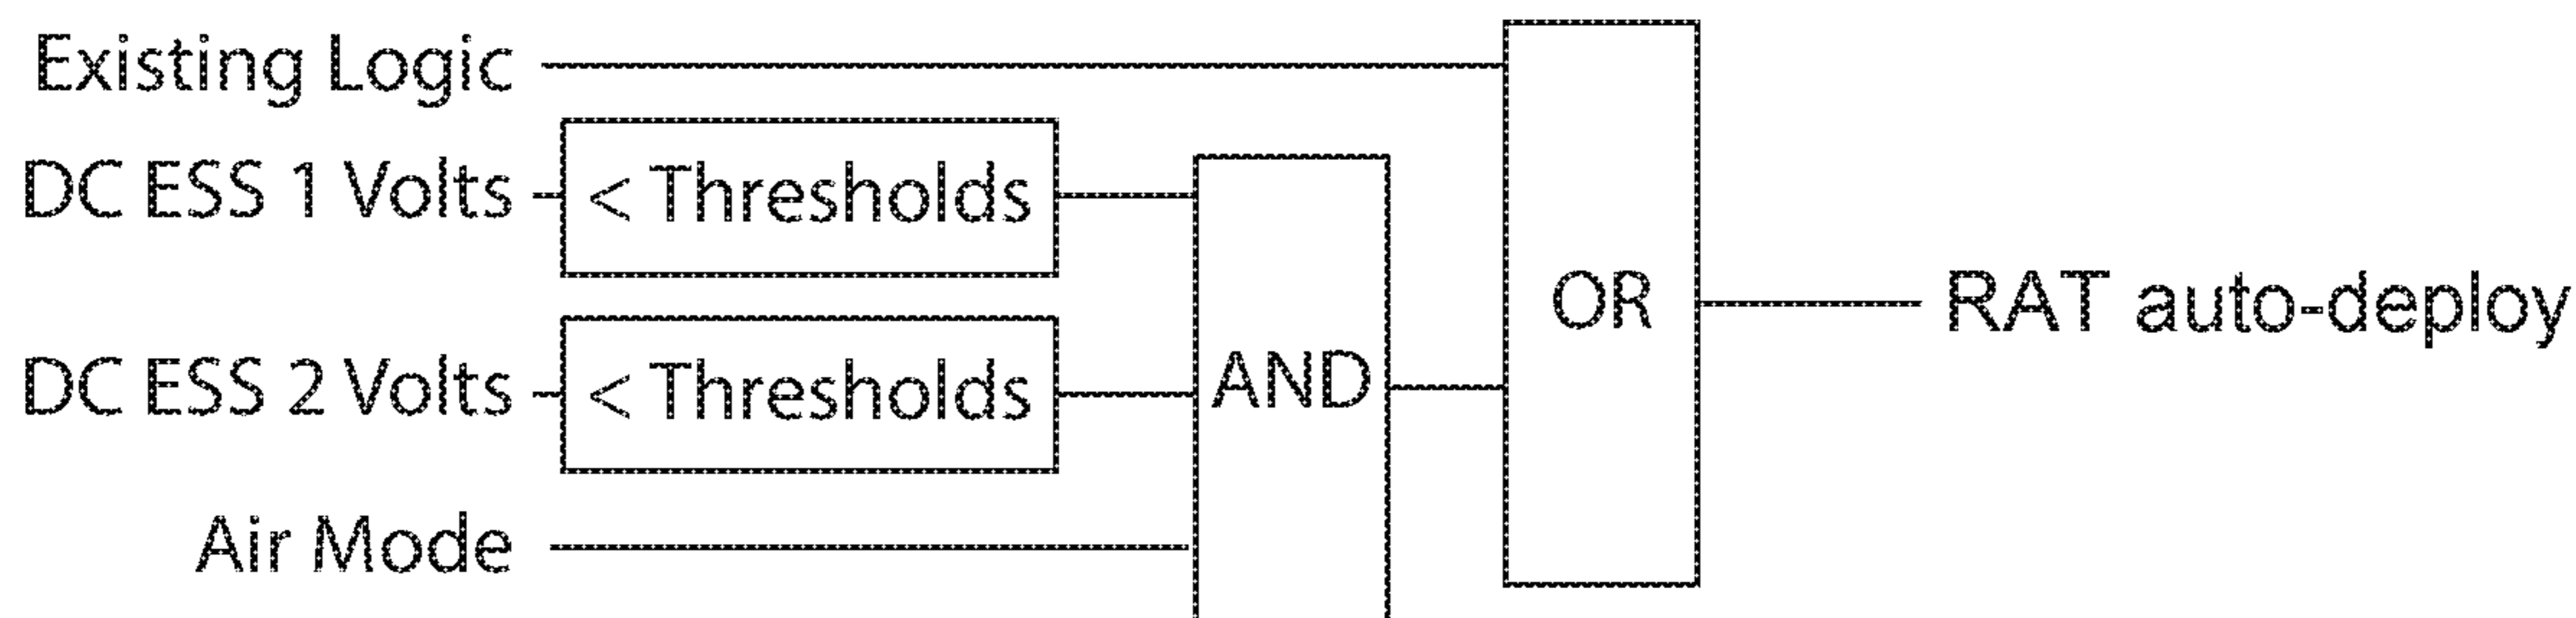 Existing Logic
DC ESS 1 Volts
< Thresholds
DC ESS 2 Volts
< Thresholds
Air Mode
AND
OR
RAT auto-deploy